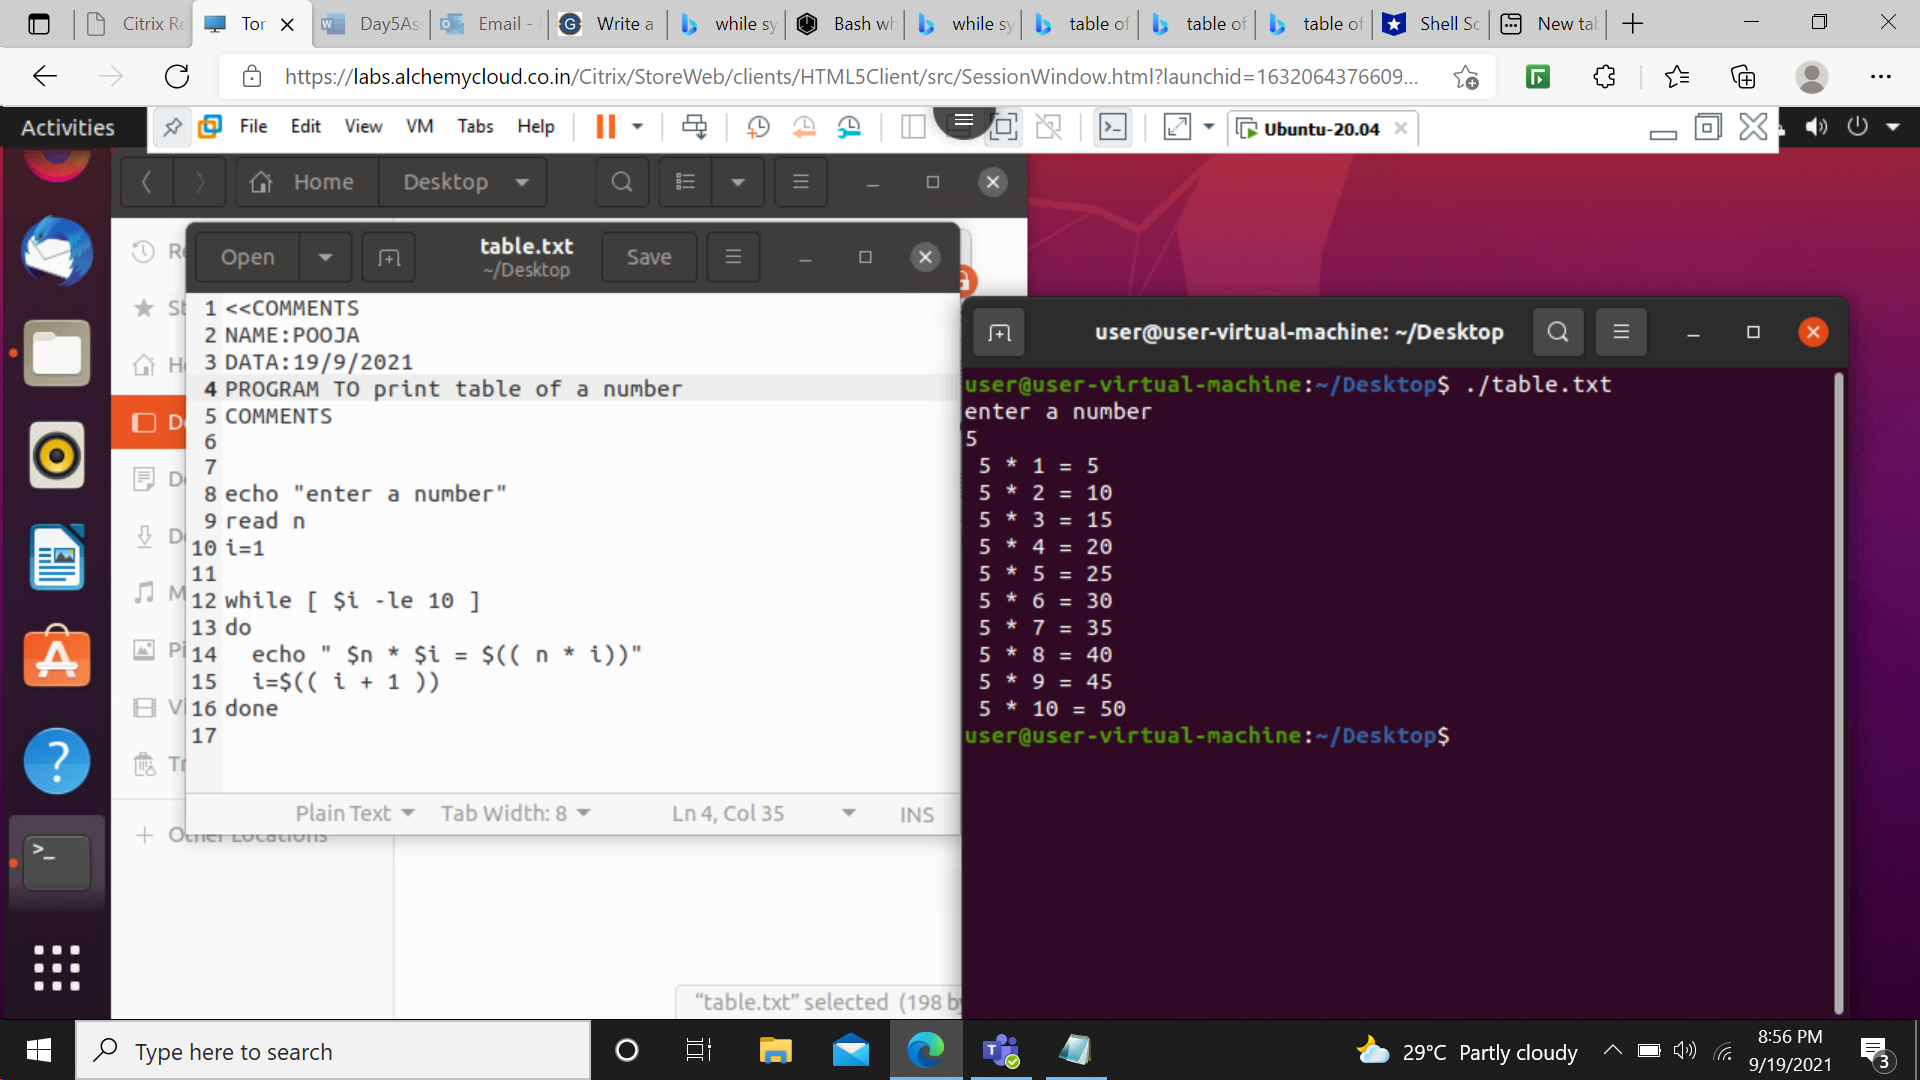 Citrix Re
Tor
Day5As
Email -
Write a
while sy
Bash wh
while sy
table of
table of
table of
Shell Sc
New tab
https://labs.alchemycloud.co.in/Citrix/StoreWeb/clients/HTML5Client/src/SessionWindow.html?launchid=1632064376609...
Activities
File Edit View VM Tabs Help
Ubuntu-20.04
Home Desktop
Open
table.txt
~/Desktop
Save
1 <<COMMENTS
2 NAME:POOJA
3 DATA:19/9/2021
4 PROGRAM TO print table of a number
5 COMMENTS
6
7
8 echo "enter a number"
9 read n
10 i=1
11
12 while [ $i -le 10 ]
13 do
14   echo " $n * $i = $(( n * i))"
15   i=$(( i + 1 ))
16 done
17
Plain Text Tab Width: 8 Ln 4, Col 35 INS
Other Locations
"table.txt" selected (198 by
user@user-virtual-machine: ~/Desktop
user@user-virtual-machine:~/Desktop$ ./table.txt
enter a number
5
 5 * 1 = 5
 5 * 2 = 10
 5 * 3 = 15
 5 * 4 = 20
 5 * 5 = 25
 5 * 6 = 30
 5 * 7 = 35
 5 * 8 = 40
 5 * 9 = 45
 5 * 10 = 50
user@user-virtual-machine:~/Desktop$
Type here to search
29°C Partly cloudy
8:56 PM
9/19/2021
3